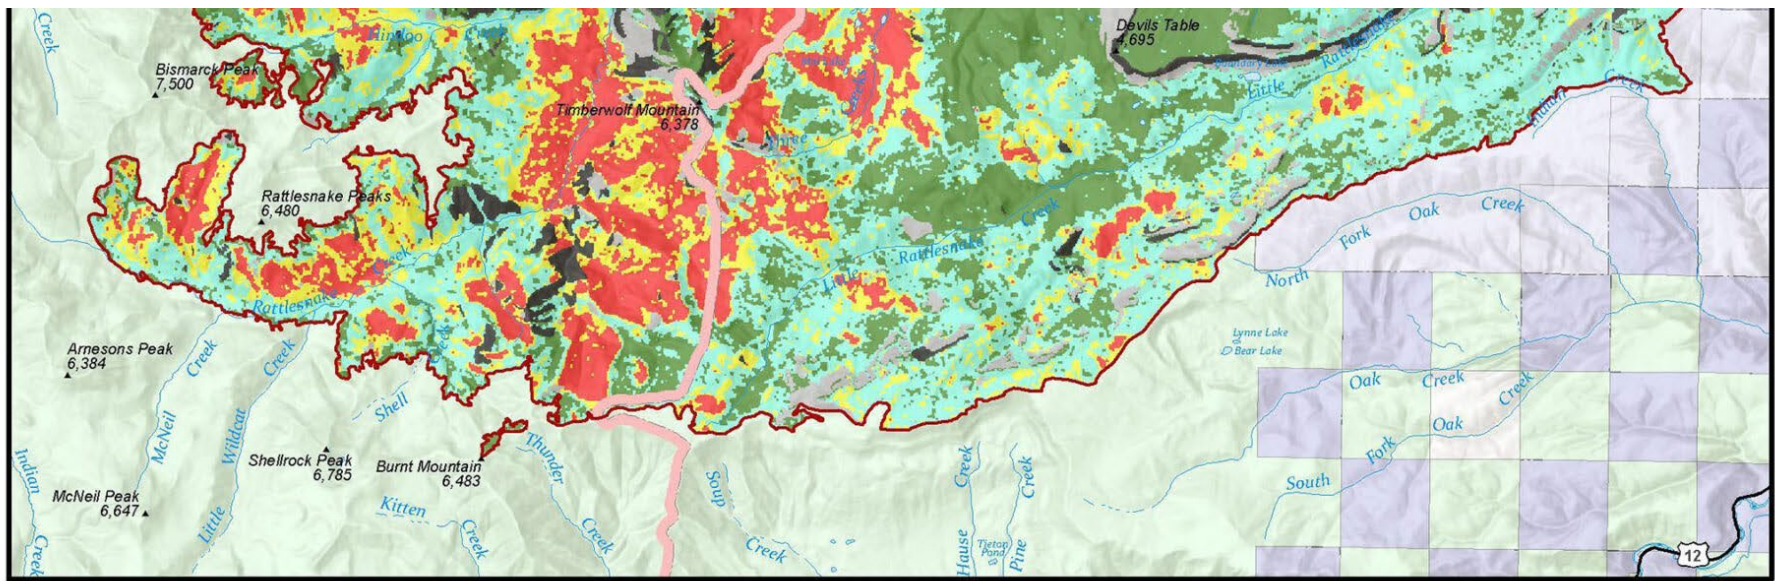 Creek
Hindoo
Creek
Devils Table
4,695
Bismarck Peak
7,500
Rattlesnake
Little
Creek
Indian
Creeks
Timberwolf Mountain
6,378
Three
Rattlesnake Peaks
6,480
Creek
Rattlesnake
Little
Oak
Creek
Fork
North
Creek
Rattlesnake
Lynne Lake
Bear Lake
Arnesons Peak
6,384
Creek
McNeil
Creek
Wildcat
Little
Creek
Shell
Oak
Creek
Creek
Oak
Fork
South
Shellrock Peak
6,785
Burnt Mountain
6,483
Thunder
Creek
Soup
Creek
Creek
Hause
Creek
Pine
Tieton
Pond
McNeil Peak
6,647
Indian
Creek
Kitten
Creek
12